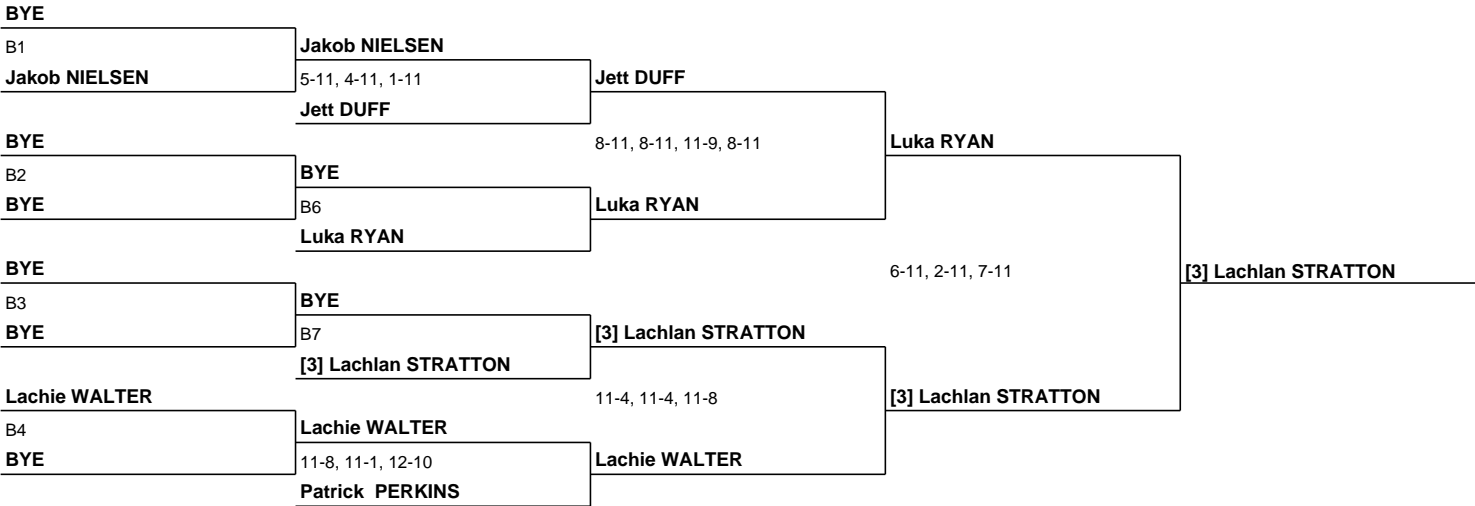 BYE
B1
Jakob NIELSEN
Jakob NIELSEN
5-11, 4-11, 1-11
Jett DUFF
Jett DUFF
BYE
8-11, 8-11, 11-9, 8-11
Luka RYAN
B2
BYE
BYE
B6
Luka RYAN
Luka RYAN
BYE
6-11, 2-11, 7-11
[3] Lachlan STRATTON
B3
BYE
BYE
B7
[3] Lachlan STRATTON
[3] Lachlan STRATTON
Lachie WALTER
11-4, 11-4, 11-8
[3] Lachlan STRATTON
B4
Lachie WALTER
BYE
11-8, 11-1, 12-10
Lachie WALTER
Patrick PERKINS